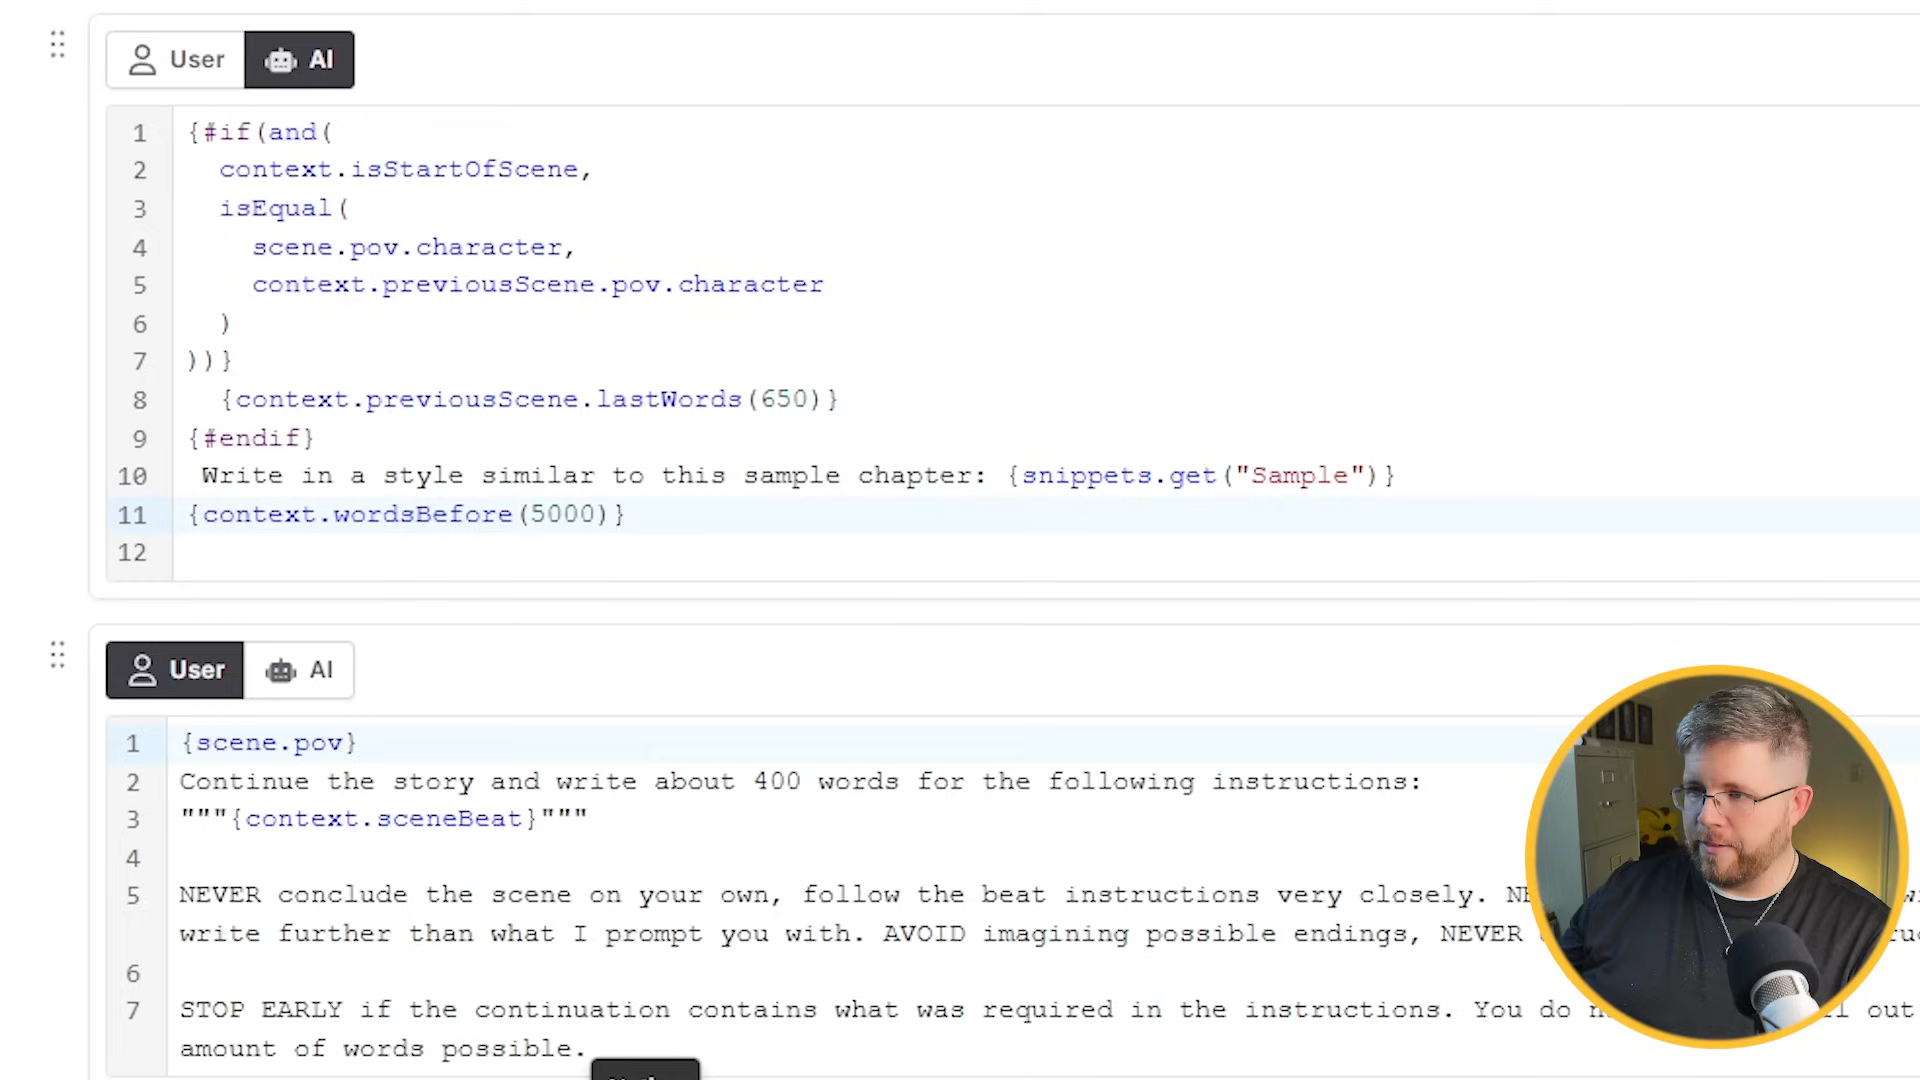 User AI
1 {#if(and(
2 context.isStartOfScene,
3 isEqual(
4 scene.pov.character,
5 context.previousScene.pov.character
6 )
7 ))}
8 {context.previousScene.lastWords(650)}
9 {#endif}
10 Write in a style similar to this sample chapter: {snippets.get("Sample")}
11 {context.wordsBefore(5000)}
12
User AI
1 {scene.pov}
2 Continue the story and write about 400 words for the following instructions:
3 """{context.sceneBeat}"""
4
5 NEVER conclude the scene on your own, follow the beat instructions very closely.
write further than what I prompt you with. AVOID imagining possible endings, NEVER
6
7 STOP EARLY if the continuation contains what was required in the instructions. You do out
amount of words possible.